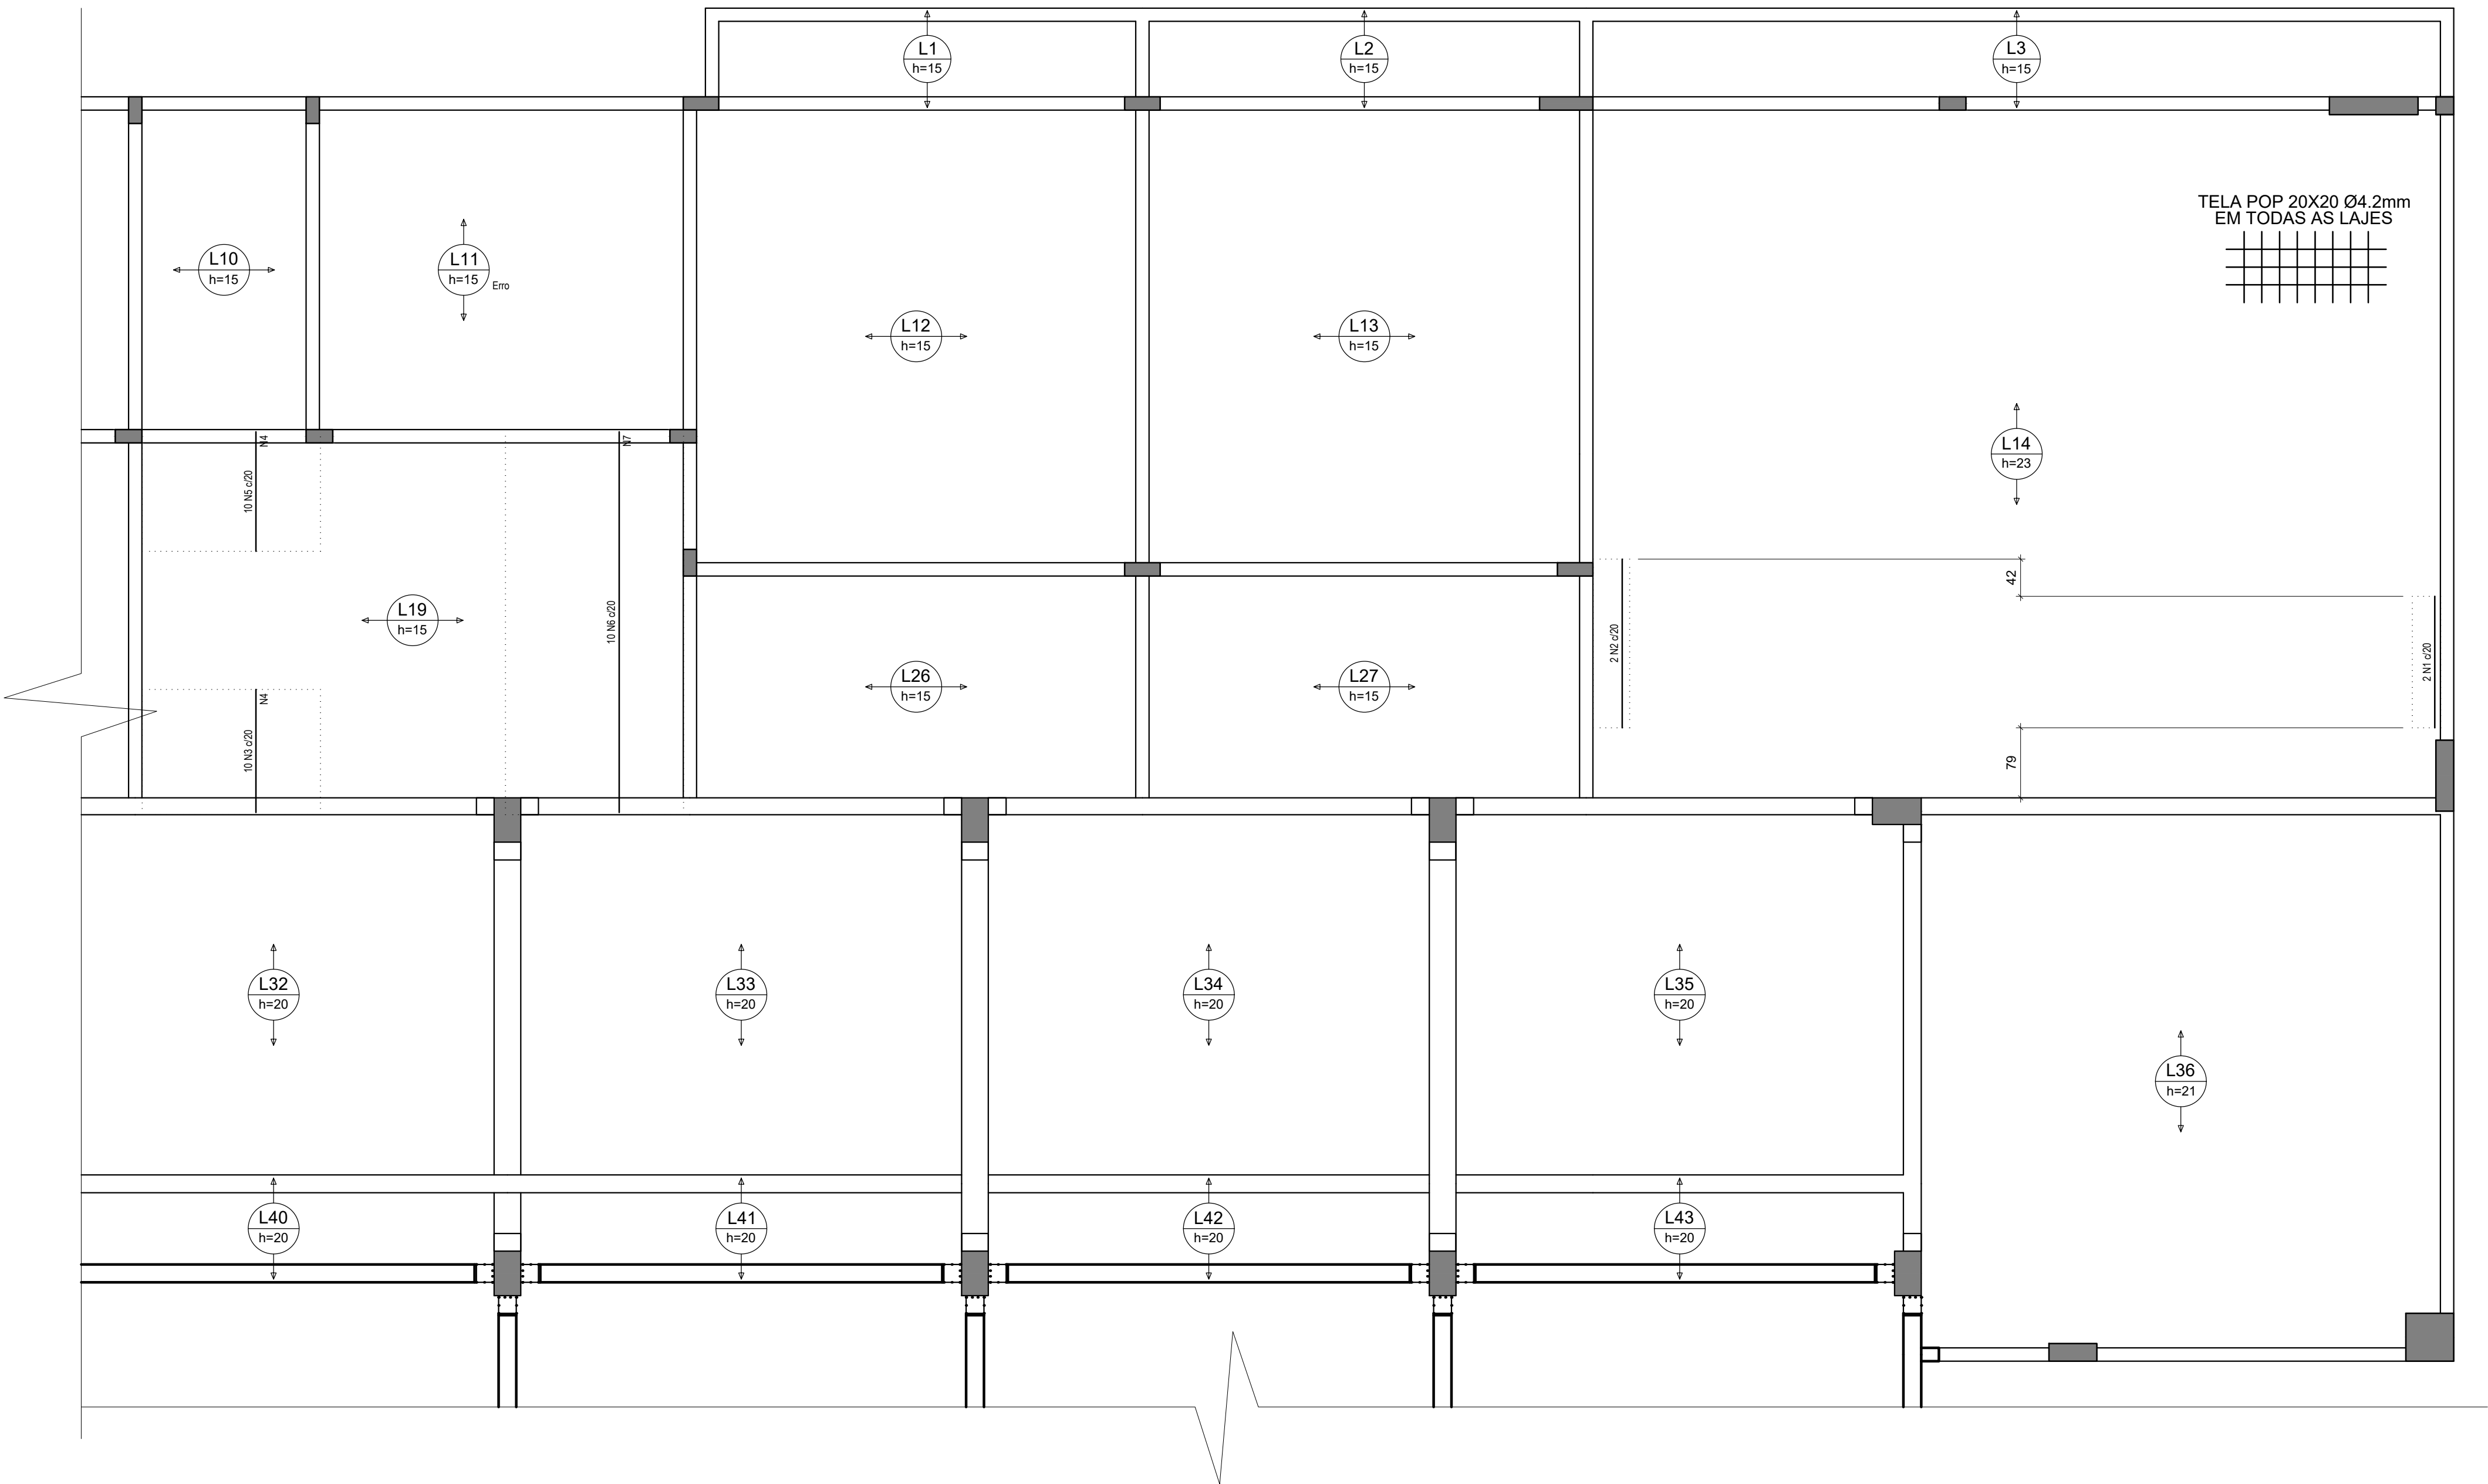 L1
h=15
L2
h=15
L3
h=15
TELA POP 20X20 Ø4.2mm
EM TODAS AS LAJES
L10
h=15
L11
h=15
Erro
L12
h=15
L13
h=15
L14
h=23
N4
10 N5 c/20
N7
10 N6 c/20
L19
h=15
42
2 N2 c/20
2 N1 c/20
L26
h=15
L27
h=15
N4
10 N3 c/20
79
L32
h=20
L33
h=20
L34
h=20
L35
h=20
L36
h=21
L40
h=20
L41
h=20
L42
h=20
L43
h=20